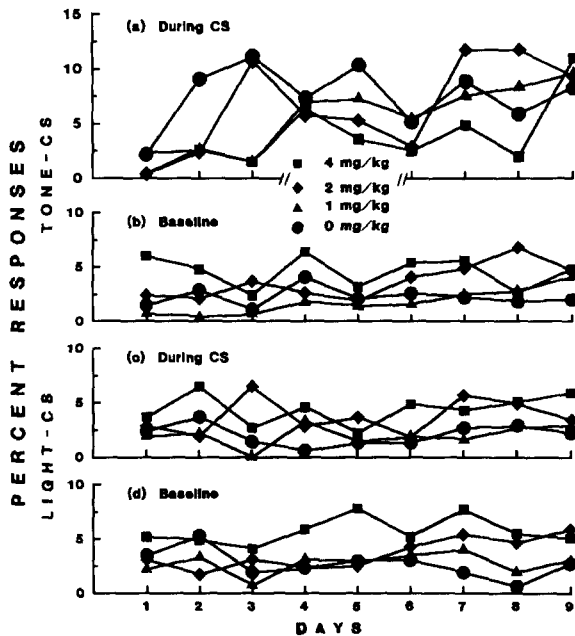 (a) During CS
15
10
5
0
4 mg/kg
2 mg/kg
1 mg/kg
0 mg/kg
(b) Baseline
10
5
0
(c) During CS
10
5
0
(d) Baseline
10
5
0
1 2 3 4 5 6 7 8 9
DAYS
PERCENT RESPONSES
TONE-CS
LIGHT-CS